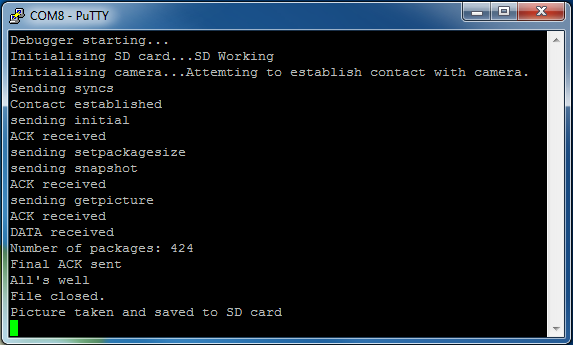 COM8 - PuTTY
Debugger starting...
Initialising SD card...SD Working
Initialising camera...Attemting to establish contact with camera.
Sending syncs
Contact established
sending initial
ACK received
sending setpackagesize
sending snapshot
ACK received
sending getpicture
ACK received
DATA received
Number of packages: 424
Final ACK sent
All's well
File closed.
Picture taken and saved to SD card